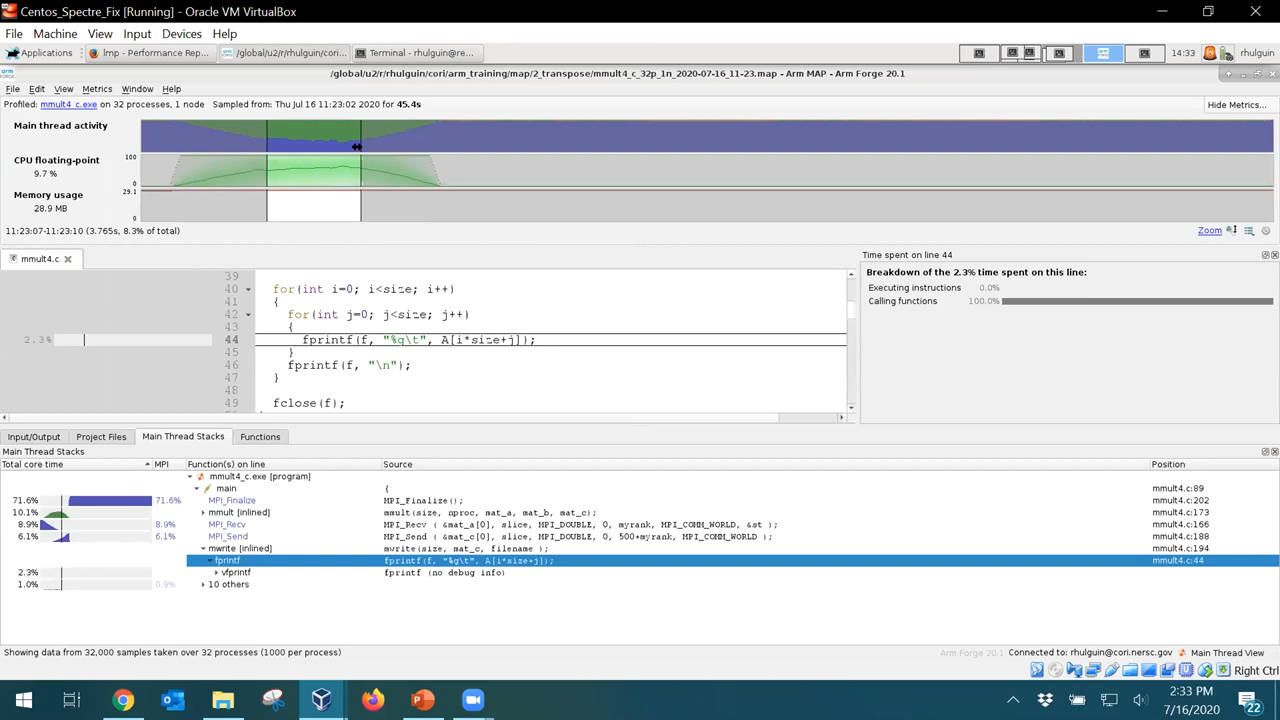 Centos_Spectre_Fix [Running] - Oracle VM VirtualBox
File Machine View Input Devices Help
Applications lmp - Performance Rep... /global/u2/r/rhulguin/cori... Terminal - rhulguin@re... 14:33 rhulguin
/global/u2/r/rhulguin/cori/arm_training/map/2_transpose/mmult4_c_32p_1n_2020-07-16_11-23.map - Arm MAP - Arm Forge 20.1
File Edit View Metrics Window Help
Profiled: mmult4_c.exe on 32 processes, 1 node Sampled from: Thu Jul 16 11:23:02 2020 for 45.4s Hide Metrics...
Main thread activity
CPU floating-point 100
9.7 % 0
Memory usage 29.1
28.9 MB 0
11:23:07-11:23:10 (3.765s, 8.3% of total) Zoom
mmult4.c
Time spent on line 44
Breakdown of the 2.3% time spent on this line:
Executing instructions 0.0%
Calling functions 100.0%
39
40 for(int i=0; i<size; i++)
41 {
42 for(int j=0; j<size; j++)
43 {
2.3% 44 fprintf(f, "%g\t", A[i*size+j]);
45 }
46 fprintf(f, "\n");
47 }
48
49 fclose(f);
Input/Output Project Files Main Thread Stacks Functions
Main Thread Stacks
Total core time MPI Function(s) on line Source Position
mmult4_c.exe [program]
main { mmult4.c:89
71.6% 71.6% MPI_Finalize MPI_Finalize(); mmult4.c:202
10.1% mmult [inlined] mmult(size, nproc, mat_a, mat_b, mat_c); mmult4.c:173
8.9% 8.9% MPI_Recv MPI_Recv ( &mat_a[0], slice, MPI_DOUBLE, 0, myrank, MPI_COMM_WORLD, &st ); mmult4.c:166
6.1% 6.1% MPI_Send MPI_Send ( &mat_c[0], slice, MPI_DOUBLE, 0, 500+myrank, MPI_COMM_WORLD ); mmult4.c:188
mwrite [inlined] mwrite(size, mat_c, filename ); mmult4.c:194
fprintf fprintf(f, "%g\t", A[i*size+j]); mmult4.c:44
2.3% vfprintf fprintf (no debug info)
1.0% 0.9% 10 others
Showing data from 32,000 samples taken over 32 processes (1000 per process) Arm Forge 20.1 Connected to: rhulguin@cori.nersc.gov Main Thread View
Right Ctrl
2:33 PM
7/16/2020
22